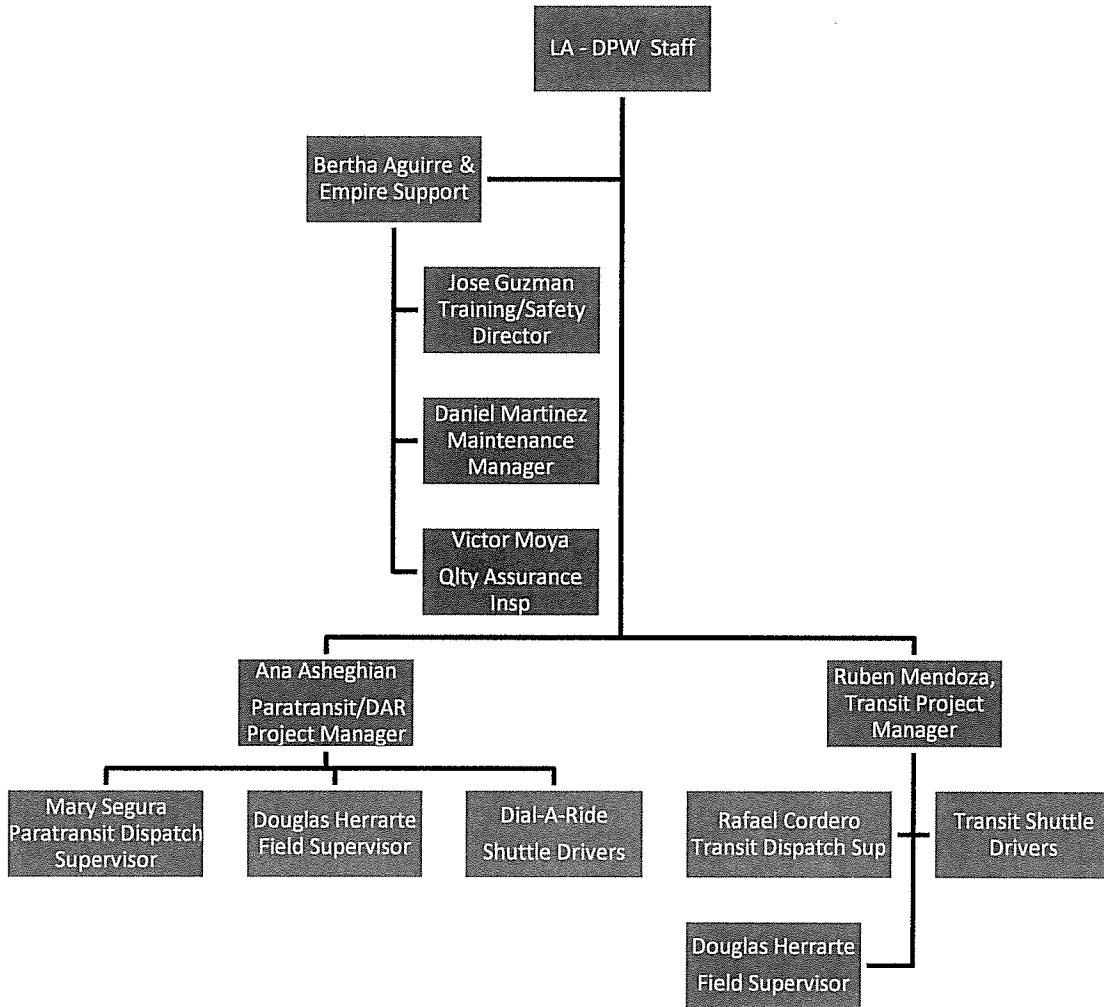 LA - DPW Staff
Bertha Aguirre &
Empire Support
Jose Guzman
Training/Safety
Director
Daniel Martinez
Maintenance
Manager
Victor Moya
Qlty Assurance
Insp
Ana Asheghian
Paratransit/DAR
Project Manager
Ruben Mendoza,
Transit Project
Manager
Mary Segura
Paratransit Dispatch
Supervisor
Douglas Herrarte
Field Supervisor
Dial-A-Ride
Shuttle Drivers
Rafael Cordero
Transit Dispatch Sup
Transit Shuttle
Drivers
Douglas Herrarte
Field Supervisor